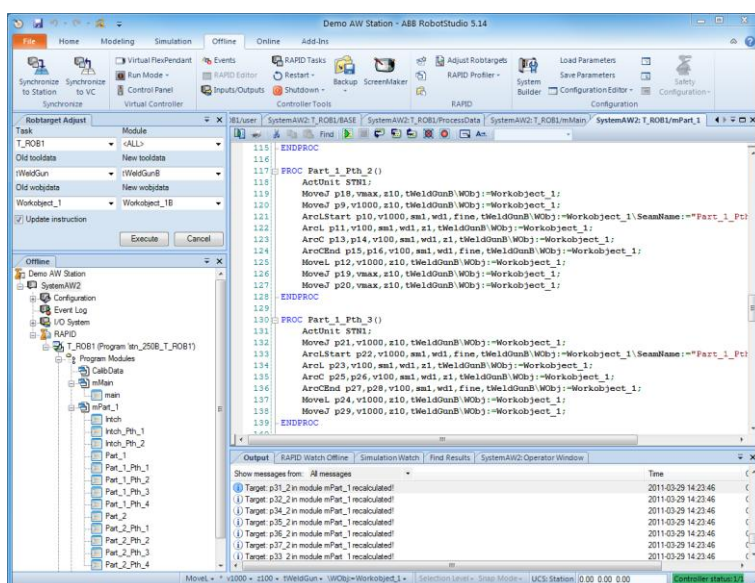 Demo AW Station - ABB RobotStudio 5.14
File Home Modeling Simulation Offline Online Add-Ins
Synchronize to Station
Synchronize to VC
Synchronize
Virtual FlexPendant
Run Mode
Control Panel
Virtual Controller
Events
RAPID Editor
Inputs/Outputs
RAPID Tasks
Restart
Shutdown
Backup
ScreenMaker
Controller Tools
Adjust Robtargets
RAPID Profiler
RAPID
System Builder
Load Parameters
Save Parameters
Configuration Editor
Safety Configuration
Configuration
Robtarget Adjust
Task Module
T_ROB1 <ALL>
Old tooldata New tooldata
tWeldGun tWeldGunB
Old wobjdata New wobjdata
Workobject_1 Workobject_1B
Update instruction
Execute Cancel
Offline
Demo AW Station
SystemAW2
Configuration
Event Log
I/O System
RAPID
T_ROB1 (Program 'stn_250B_T_ROB1')
Program Modules
CalibData
mMain
main
mPart_1
Intch
Intch_Pth_1
Intch_Pth_2
Part_1
Part_1_Pth_1
Part_1_Pth_2
Part_1_Pth_3
Part_1_Pth_4
Part_2
Part_2_Pth_1
Part_2_Pth_2
Part_2_Pth_3
Part_2_Pth_4
B1/user SystemAW2: T_ROB1/BASE SystemAW2: T_ROB1/ProcessData SystemAW2: T_ROB1/mMain SystemAW2: T_ROB1/mPart_1
Find
115 ENDPROC
116
117 PROC Part_1_Pth_2()
118 ActUnit STN1;
119 MoveJ p18,vmax,z10,tWeldGunB\WObj:=Workobject_1;
120 MoveJ p9,v1000,z10,tWeldGunB\WObj:=Workobject_1;
121 ArcLStart p10,v1000,sm1,wd1,fine,tWeldGunB\WObj:=Workobject_1\SeamName:="Part_1_Pth
122 ArcL p11,v100,sm1,wd1,z1,tWeldGunB\WObj:=Workobject_1;
123 ArcC p13,p14,v100,sm1,wd1,z1,tWeldGunB\WObj:=Workobject_1;
124 ArcCEnd p15,p16,v100,sm1,wd1,fine,tWeldGunB\WObj:=Workobject_1;
125 MoveL p12,v1000,z10,tWeldGunB\WObj:=Workobject_1;
126 MoveJ p19,vmax,z10,tWeldGunB\WObj:=Workobject_1;
127 MoveJ p20,vmax,z10,tWeldGunB\WObj:=Workobject_1;
128 ENDPROC
129
130 PROC Part_1_Pth_3()
131 ActUnit STN1;
132 MoveJ p21,v1000,z10,tWeldGunB\WObj:=Workobject_1;
133 ArcLStart p22,v1000,sm1,wd1,fine,tWeldGunB\WObj:=Workobject_1\SeamName:="Part_1_Pth
134 ArcL p23,v100,sm1,wd1,z1,tWeldGunB\WObj:=Workobject_1;
135 ArcC p25,p26,v100,sm1,wd1,z1,tWeldGunB\WObj:=Workobject_1;
136 ArcCEnd p27,p28,v100,sm1,wd1,fine,tWeldGunB\WObj:=Workobject_1;
137 MoveL p24,v1000,z10,tWeldGunB\WObj:=Workobject_1;
138 MoveJ p29,v1000,z10,tWeldGunB\WObj:=Workobject_1;
139 ENDPROC
Output RAPID Watch Offline Simulation Watch Find Results SystemAW2:Operator Window
Show messages from: All messages Time
Target: p31_2 in module mPart_1 recalculated! 2011-03-29 14:23:46
Target: p32_2 in module mPart_1 recalculated! 2011-03-29 14:23:46
Target: p34_2 in module mPart_1 recalculated! 2011-03-29 14:23:46
Target: p35_2 in module mPart_1 recalculated! 2011-03-29 14:23:46
Target: p36_2 in module mPart_1 recalculated! 2011-03-29 14:23:46
Target: p33_2 in module mPart_1 recalculated! 2011-03-29 14:23:46
Target: p37_2 in module mPart_1 recalculated! 2011-03-29 14:23:46
MoveL * v1000 z100 tWeldGun \WObj:=Workobject_1 Selection Level Snap Mode UCS: Station 0.00 0.00 0.00 Controller status: 1/1